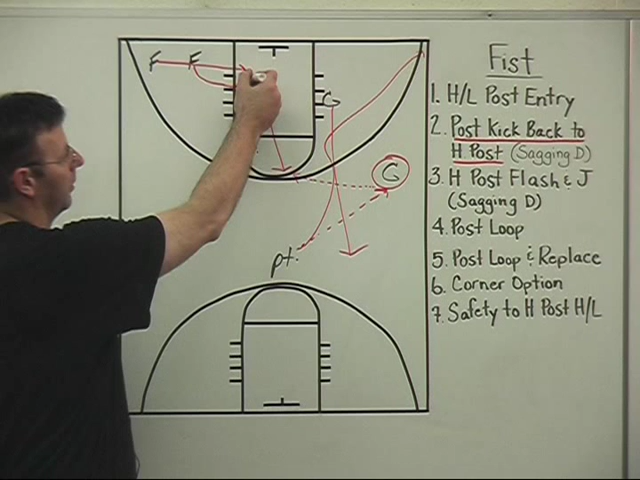 Fist
1. H/L Post Entry
2. Post Kick Back to
H Post (Sagging D)
3. H Post Flash & J
(Sagging D)
4. Post Loop
5. Post Loop & Replace
6. Corner Option
7. Safety to H Post H/L
F F
G
G
pt.